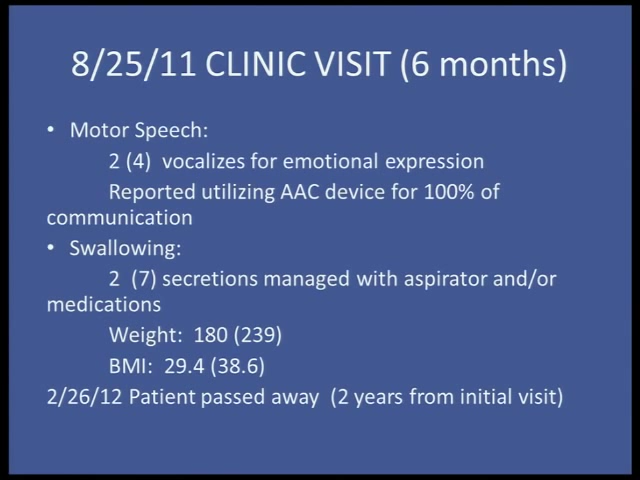 8/25/11 CLINIC VISIT (6 months)
• Motor Speech:
2 (4) vocalizes for emotional expression
Reported utilizing AAC device for 100% of
communication
• Swallowing:
2 (7) secretions managed with aspirator and/or
medications
Weight: 180 (239)
BMI: 29.4 (38.6)
2/26/12 Patient passed away (2 years from initial visit)